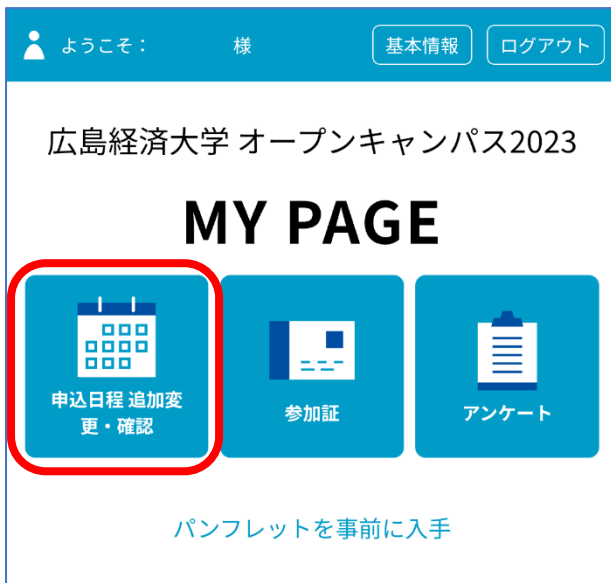 ようこそ： 様 基本情報 ログアウト
広島経済大学 オープンキャンパス2023
MY PAGE
申込日程 追加変
更・確認
参加証
アンケート
パンフレットを事前に入手